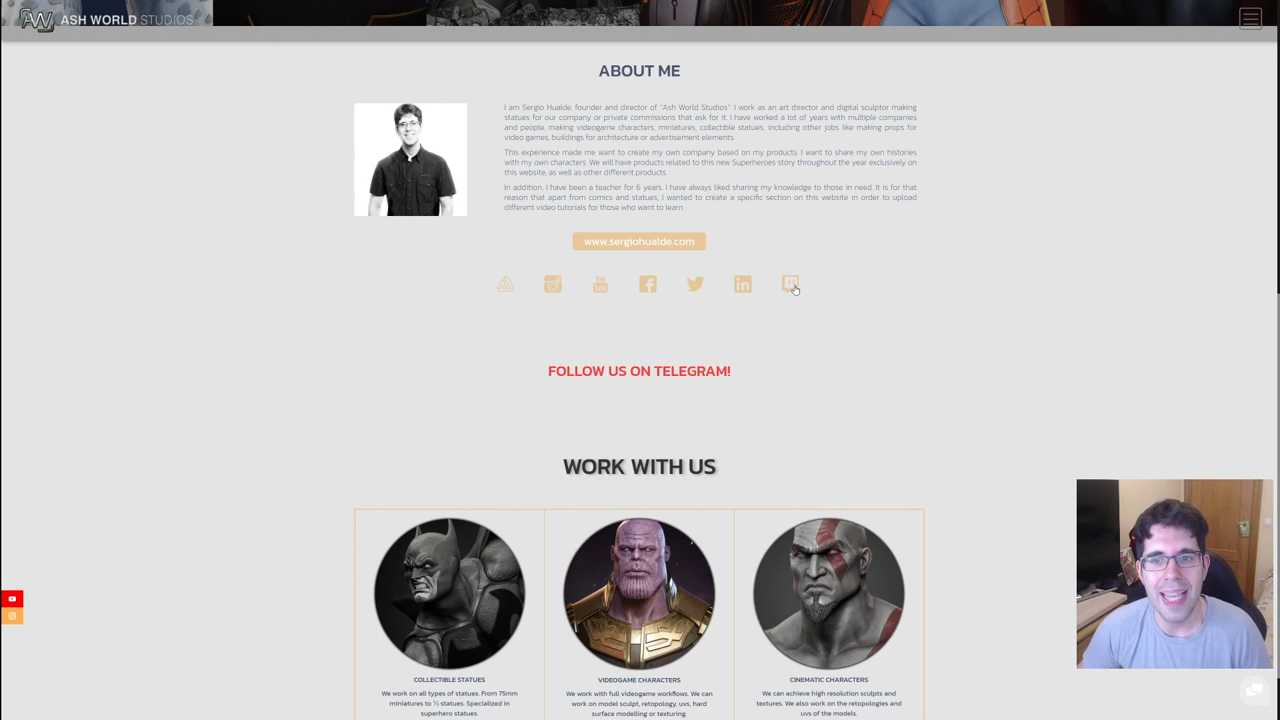 ASH WORLD STUDIOS
ABOUT ME
I am Sergio Hualde, founder and director of "Ash World Studios". I work as an art director and digital sculptor making
statues for our company or private commissions that ask for it. I have worked a lot of years with multiple companies
and people, making videogame characters, miniatures, collectible statues, including other jobs like making props for
video games, buildings for architecture or advertisement elements.
This experience made me want to create my own company based on my products. I want to share my own histories
with my own characters. We will have products related to this new Superheroes story throughout the year exclusively on
this website, as well as other different products.
In addition, I have been a teacher for 6 years. I have always liked sharing my knowledge to those in need. It is for that
reason that apart from comics and statues, I wanted to create a specific section on this website in order to upload
different video tutorials for those who want to learn
www.sergiohualde.com
FOLLOW US ON TELEGRAM!
WORK WITH US
COLLECTIBLE STATUES
We work on all types of statues. From 75mm
miniatures to ⅓ statues. Specialized in
superhero statues.
VIDEOGAME CHARACTERS
We work with full videogame workflows. We can
work on model sculpt, retopology, uvs, hard
surface modelling or texturing.
CINEMATIC CHARACTERS
We can achieve high resolution sculpts and
textures. We also work on the retopologies and
uvs of the models.